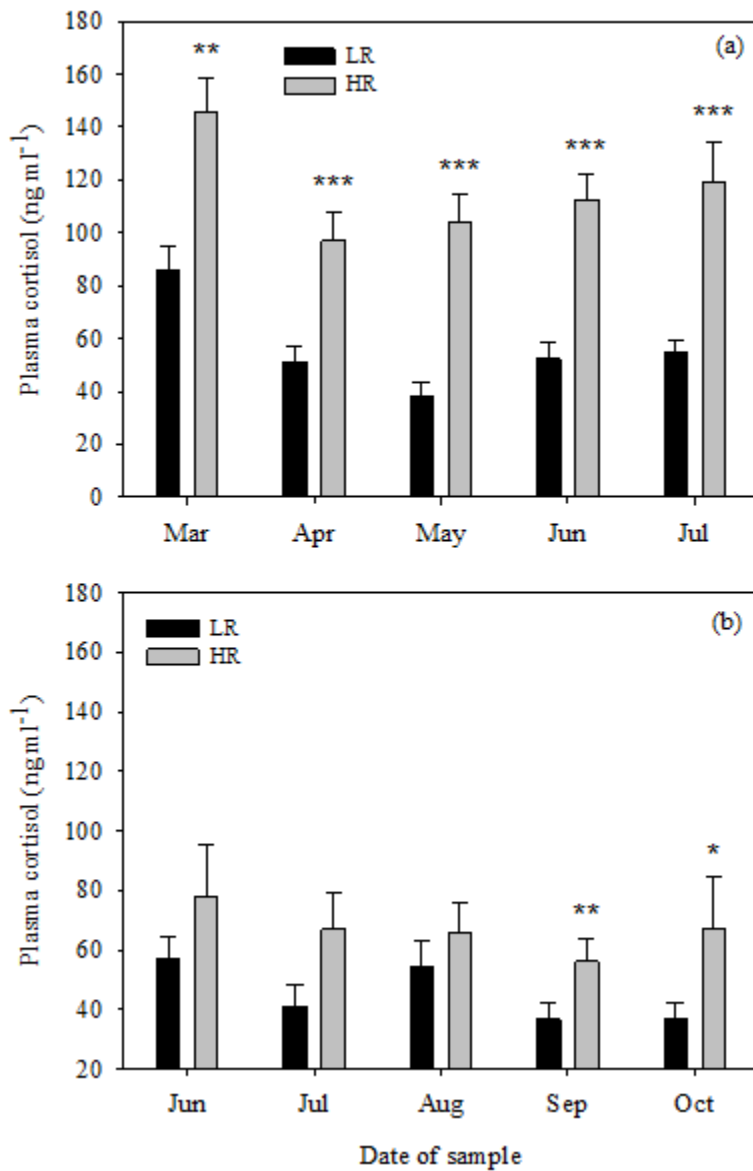 180
160
140
120
100
80
60
40
20
0
Plasma cortisol (ng ml⁻¹)
LR
HR
(a)
**
***
***
***
***
Mar Apr May Jun Jul
180
160
140
120
100
80
60
40
20
Plasma cortisol (ng ml⁻¹)
LR
HR
(b)
**
*
Jun Jul Aug Sep Oct
Date of sample